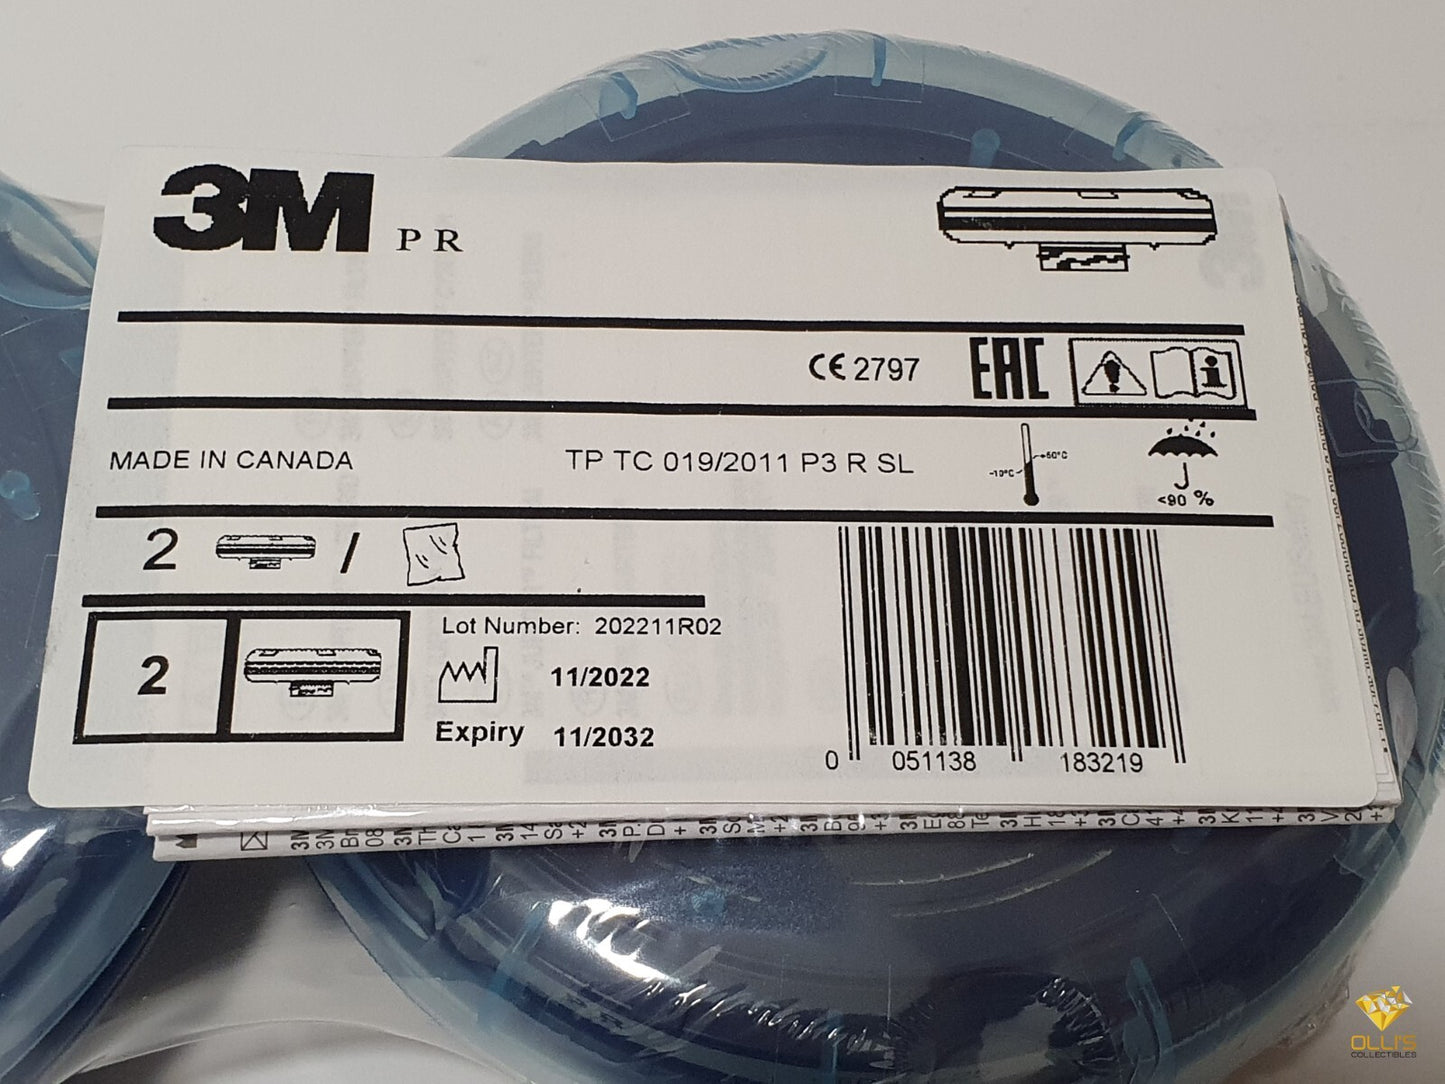 3M PR
CE 2797 EAC
MADE IN CANADA
TP TC 019/2011 P3 R SL
-10°C
+50°C
<90 %
2 /
2
Lot Number: 202211R02
11/2022
Expiry 11/2032
0 051138 183219
OLLI'S
COLLECTIBLES